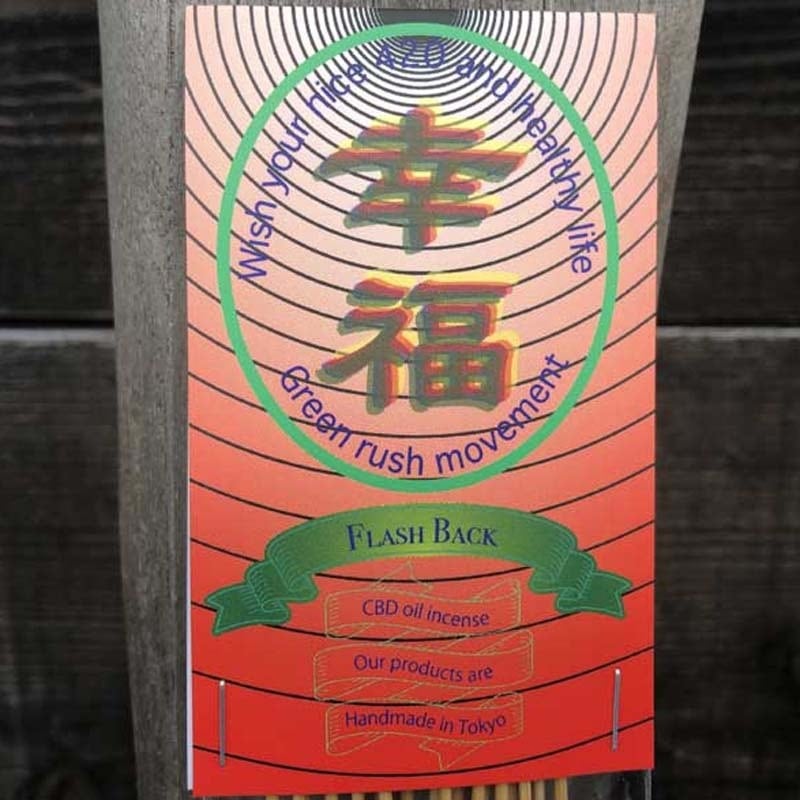 Wish your nice 420 and healthy life
幸
福
Green rush movement
FLASH BACK
CBD oil incense
Our products are
Handmade in Tokyo